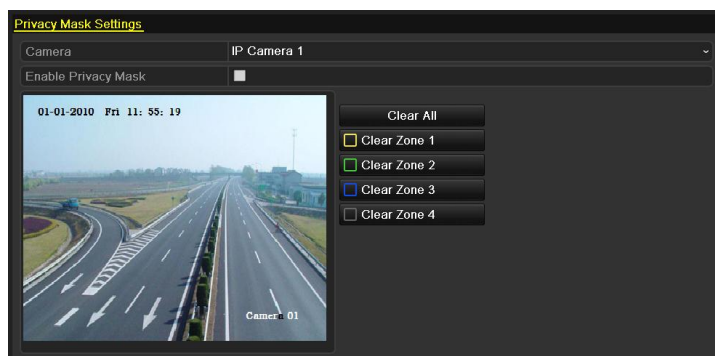 Privacy Mask Settings
Camera
IP Camera 1
Enable Privacy Mask
01-01-2010 Fri 11: 55: 19
Camera 01
Clear All
Clear Zone 1
Clear Zone 2
Clear Zone 3
Clear Zone 4